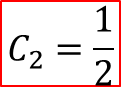 C₂ = 1/2